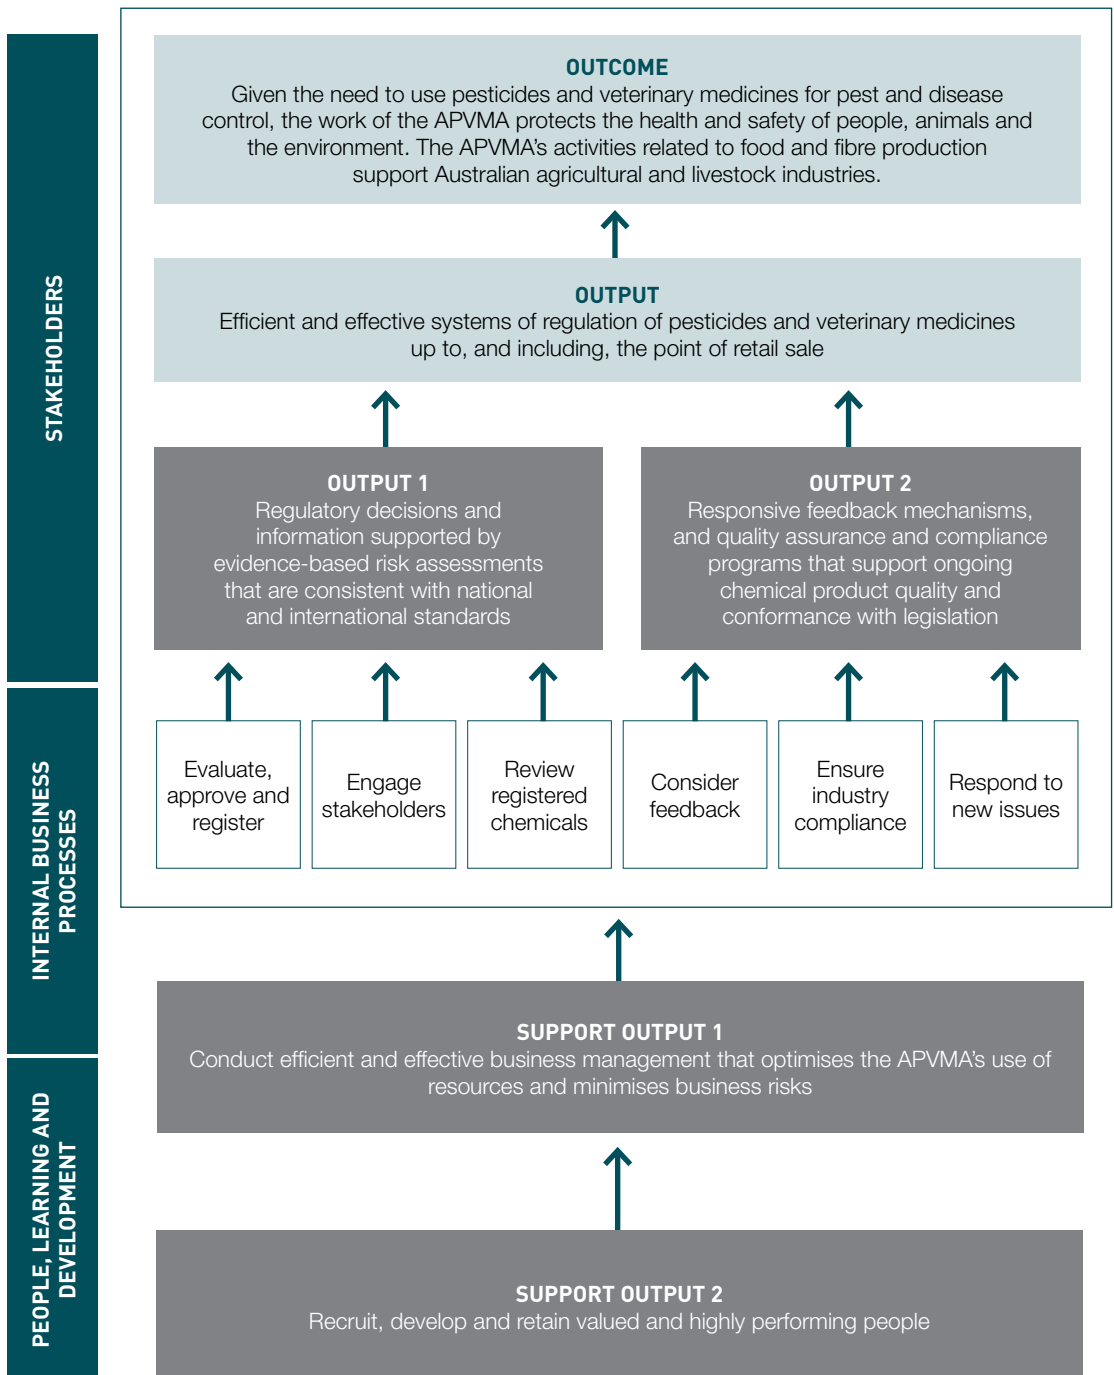 STAKEHOLDERS
OUTCOME
Given the need to use pesticides and veterinary medicines for pest and disease
control, the work of the APVMA protects the health and safety of people, animals and
the environment. The APVMA’s activities related to food and fibre production
support Australian agricultural and livestock industries.
OUTPUT
Efficient and effective systems of regulation of pesticides and veterinary medicines
up to, and including, the point of retail sale
OUTPUT 1
Regulatory decisions and
information supported by
evidence-based risk assessments
that are consistent with national
and international standards
OUTPUT 2
Responsive feedback mechanisms,
and quality assurance and compliance
programs that support ongoing
chemical product quality and
conformance with legislation
INTERNAL BUSINESS
PROCESSES
Evaluate,
approve and
register
Engage
stakeholders
Review
registered
chemicals
Consider
feedback
Ensure
industry
compliance
Respond to
new issues
SUPPORT OUTPUT 1
Conduct efficient and effective business management that optimises the APVMA’s use of
resources and minimises business risks
PEOPLE, LEARNING AND
DEVELOPMENT
SUPPORT OUTPUT 2
Recruit, develop and retain valued and highly performing people